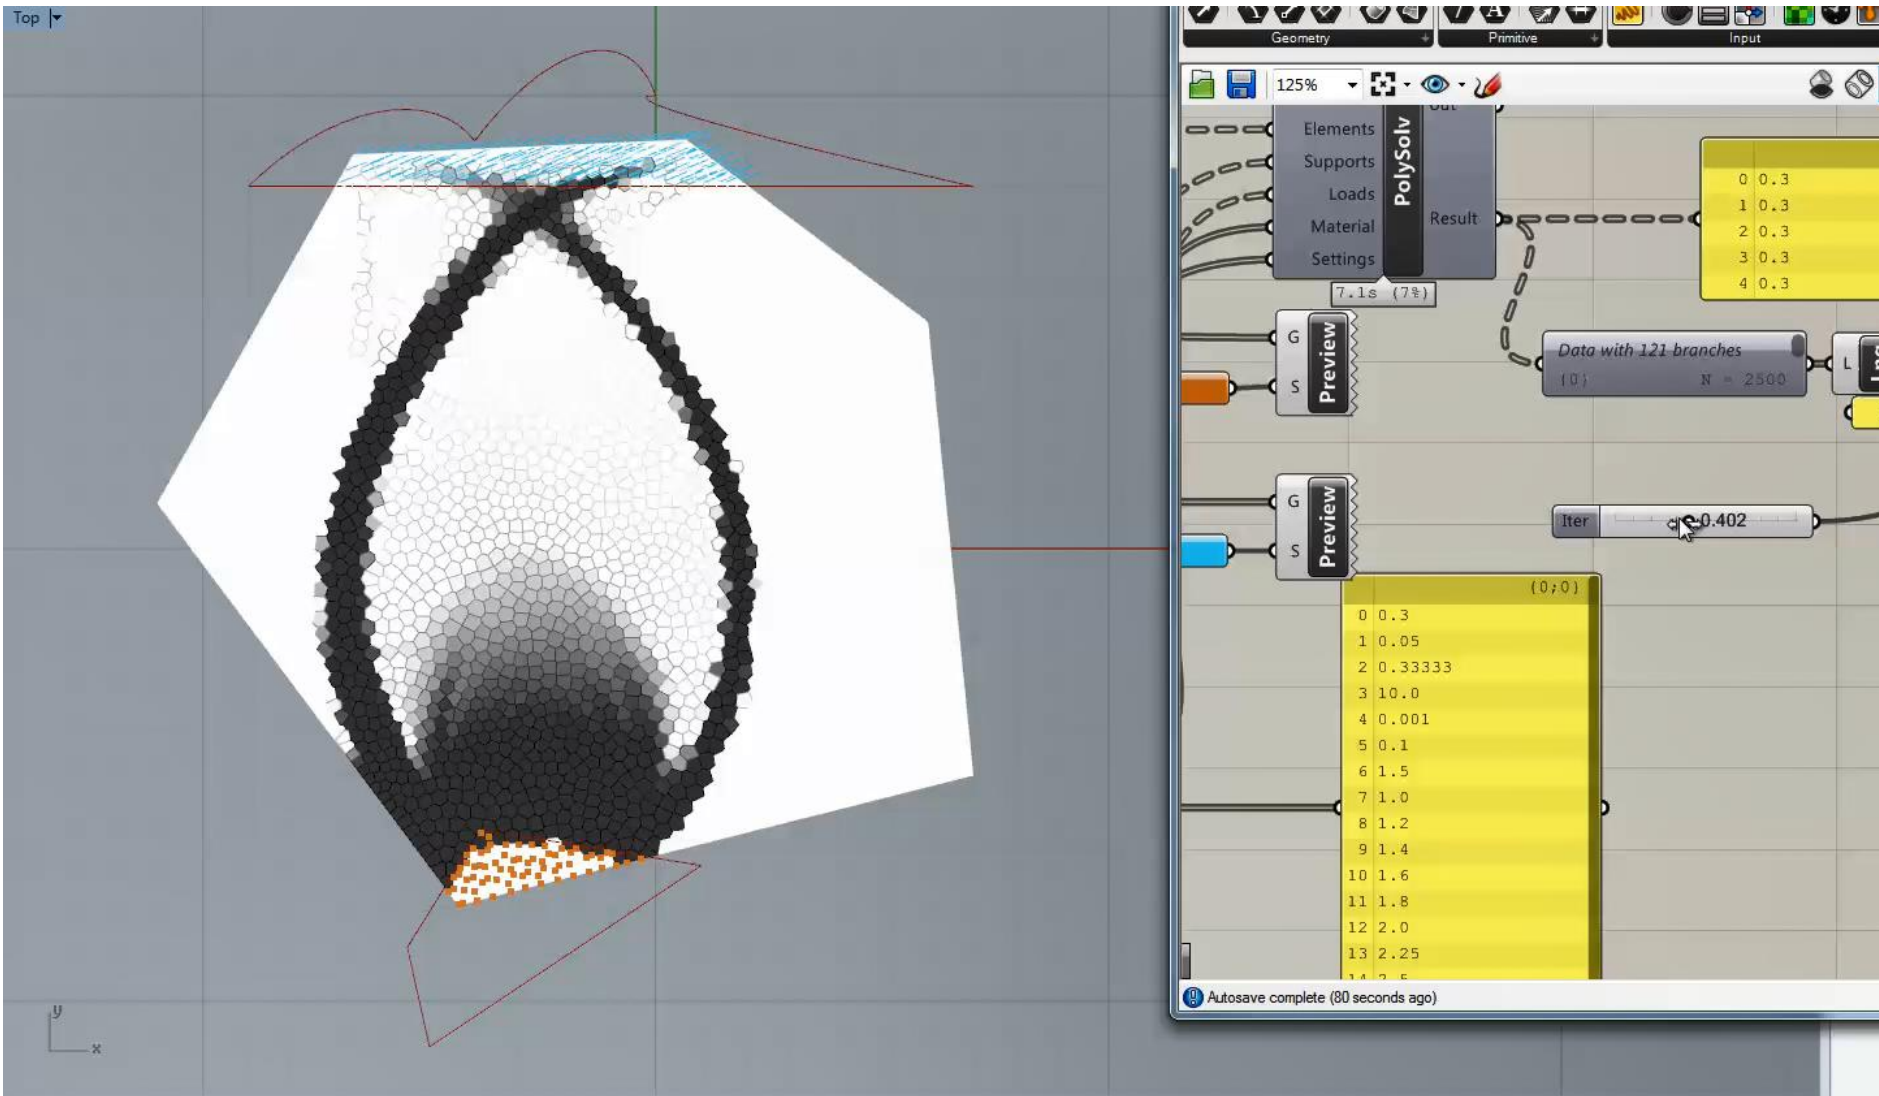 Top
Geometry
Primitive
Input
125%
Out
Elements
Supports
Loads
Material
Settings
PolySolv
Result
7.1s (7%)
0 0.3
1 0.3
2 0.3
3 0.3
4 0.3
G
S
Preview
Data with 121 branches
{0}
N = 2500
L
G
S
Preview
Iter
0.402
{0;0}
0 0.3
1 0.05
2 0.33333
3 10.0
4 0.001
5 0.1
6 1.5
7 1.0
8 1.2
9 1.4
10 1.6
11 1.8
12 2.0
13 2.25
14 2.5
Autosave complete (80 seconds ago)
y
x